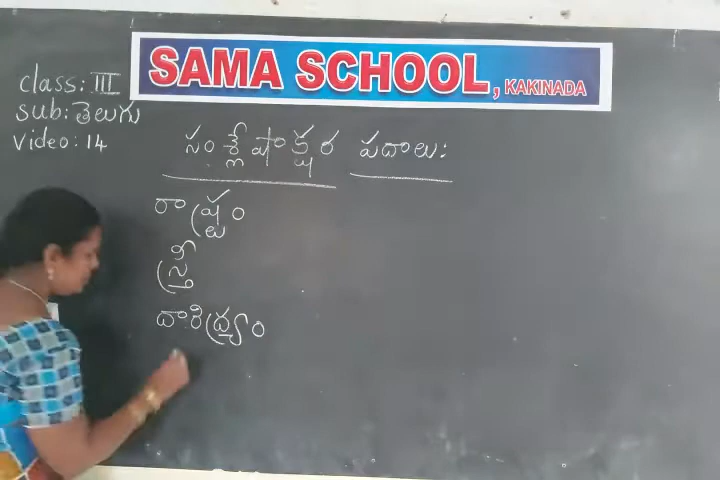 SAMA SCHOOL, KAKINADA
class: III
sub: తెలుగు
Video: 14
సంశ్లేషాక్షర పదాలు:
రాష్ట్రం
స్త్రీ
దారిద్ర్యం